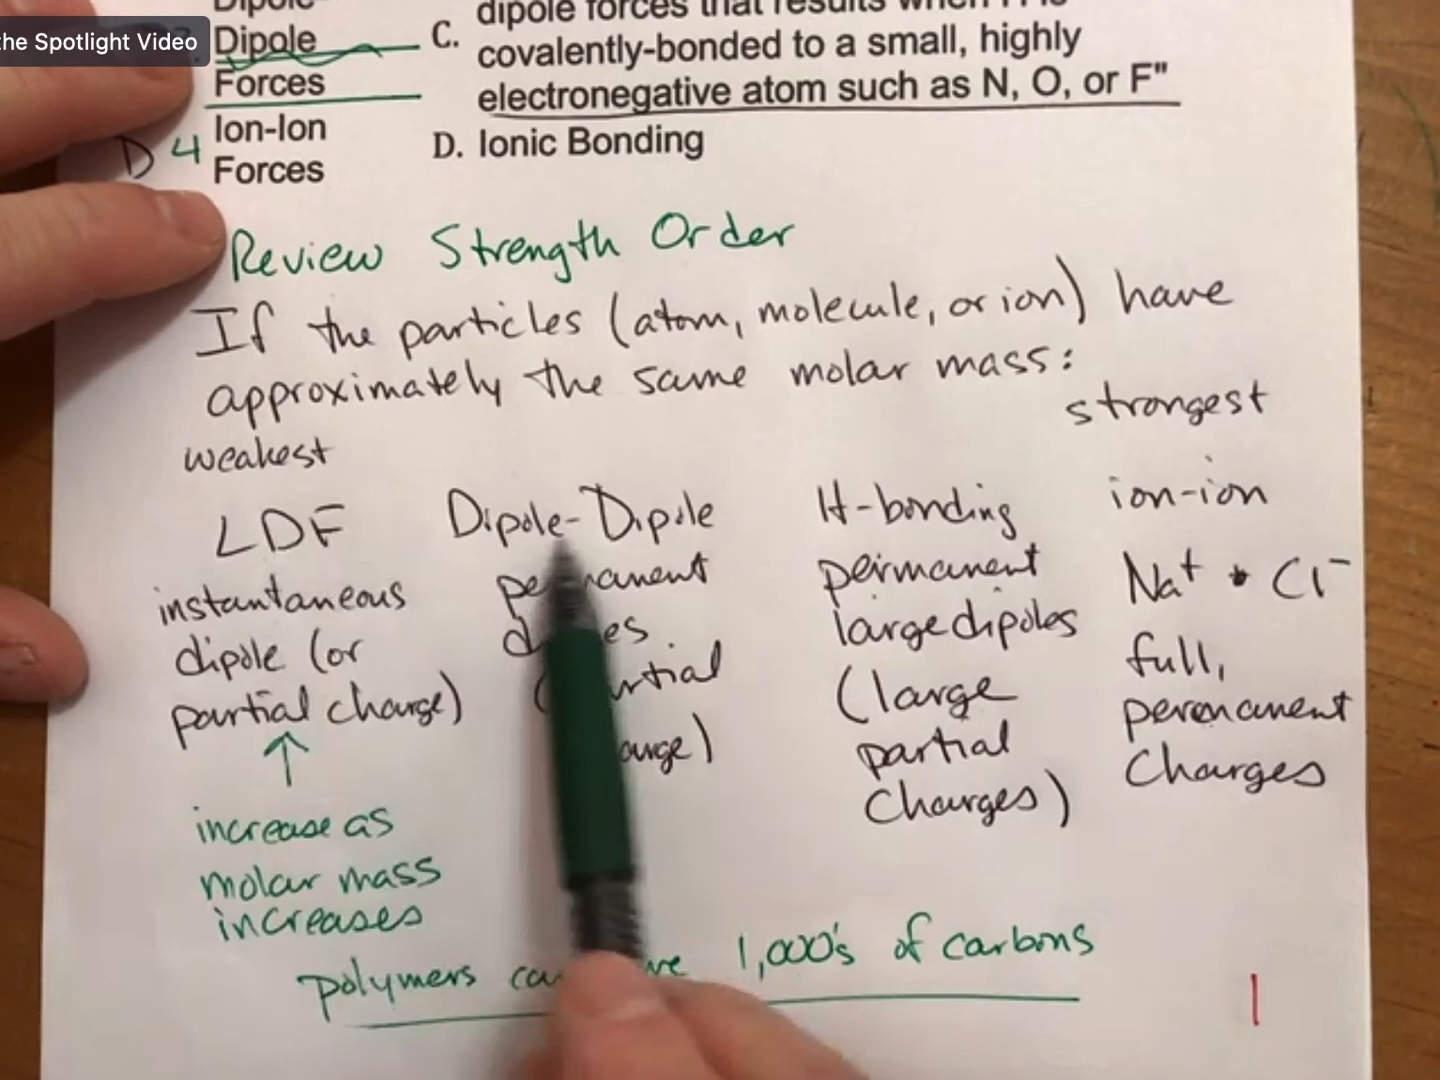 the Spotlight Video
Dipole
Forces
D 4 Ion-Ion
Forces
C. dipole forces that results when H is
covalently-bonded to a small, highly
electronegative atom such as N, O, or F"
D. Ionic Bonding
Review Strength Order
If the particles (atom, molecule, or ion) have
approximately the same molar mass:
weakest
strongest
LDF
instantaneous
dipole (or
partial charge)
↑
increase as
molar mass
increases
Dipole-Dipole
permanent
H-bonding
permanent
large dipoles
(large
partial
charges)
ion-ion
Na⁺ • Cl⁻
full,
permanent
charges
polymers 1,000's of carbons